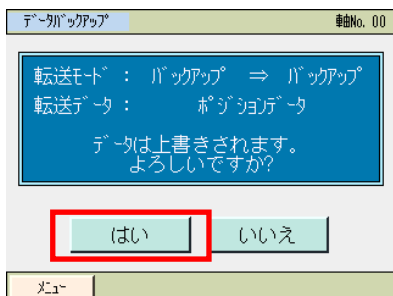 ﾃﾞｰﾀﾊﾞｯｸｱｯﾌﾟ 軸No. 00
転送ﾓｰﾄﾞ : ﾊﾞｯｸｱｯﾌﾟ ⇒ ﾊﾞｯｸｱｯﾌﾟ
転送ﾃﾞｰﾀ : ﾎﾟｼﾞｼｮﾝﾃﾞｰﾀ
ﾃﾞｰﾀは上書きされます。
よろしいですか?
はい いいえ
ﾒﾆｭｰ